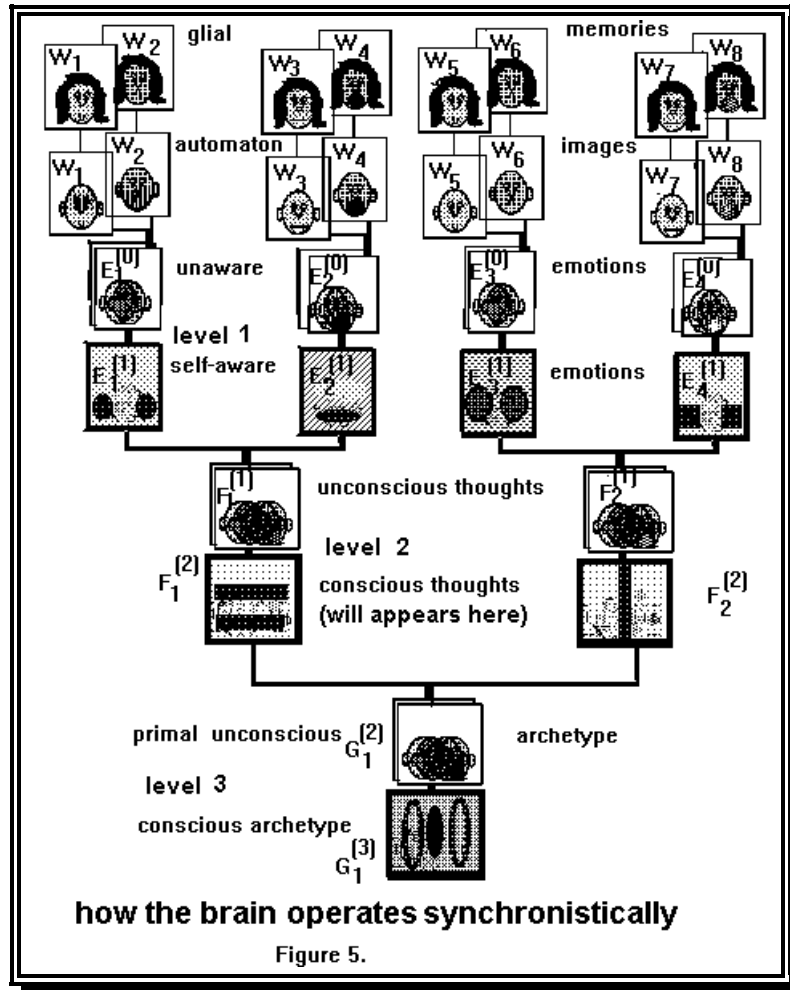 glial memories
W1 W2 W3 W4 W5 W6 W7 W8
automaton images
W1 W2 W3 W4 W5 W6 W7 W8
unaware emotions
E1(0) E2(0) E3(0) E4(0)
level 1
self-aware emotions
E1(1) E2(1) E3(1) E4(1)
F1(1) unconscious thoughts F2(1)
level 2
F1(2) conscious thoughts F2(2)
(will appears here)
primal unconscious G1(2) archetype
level 3
conscious archetype
G1(3)
how the brain operates synchronistically
Figure 5.